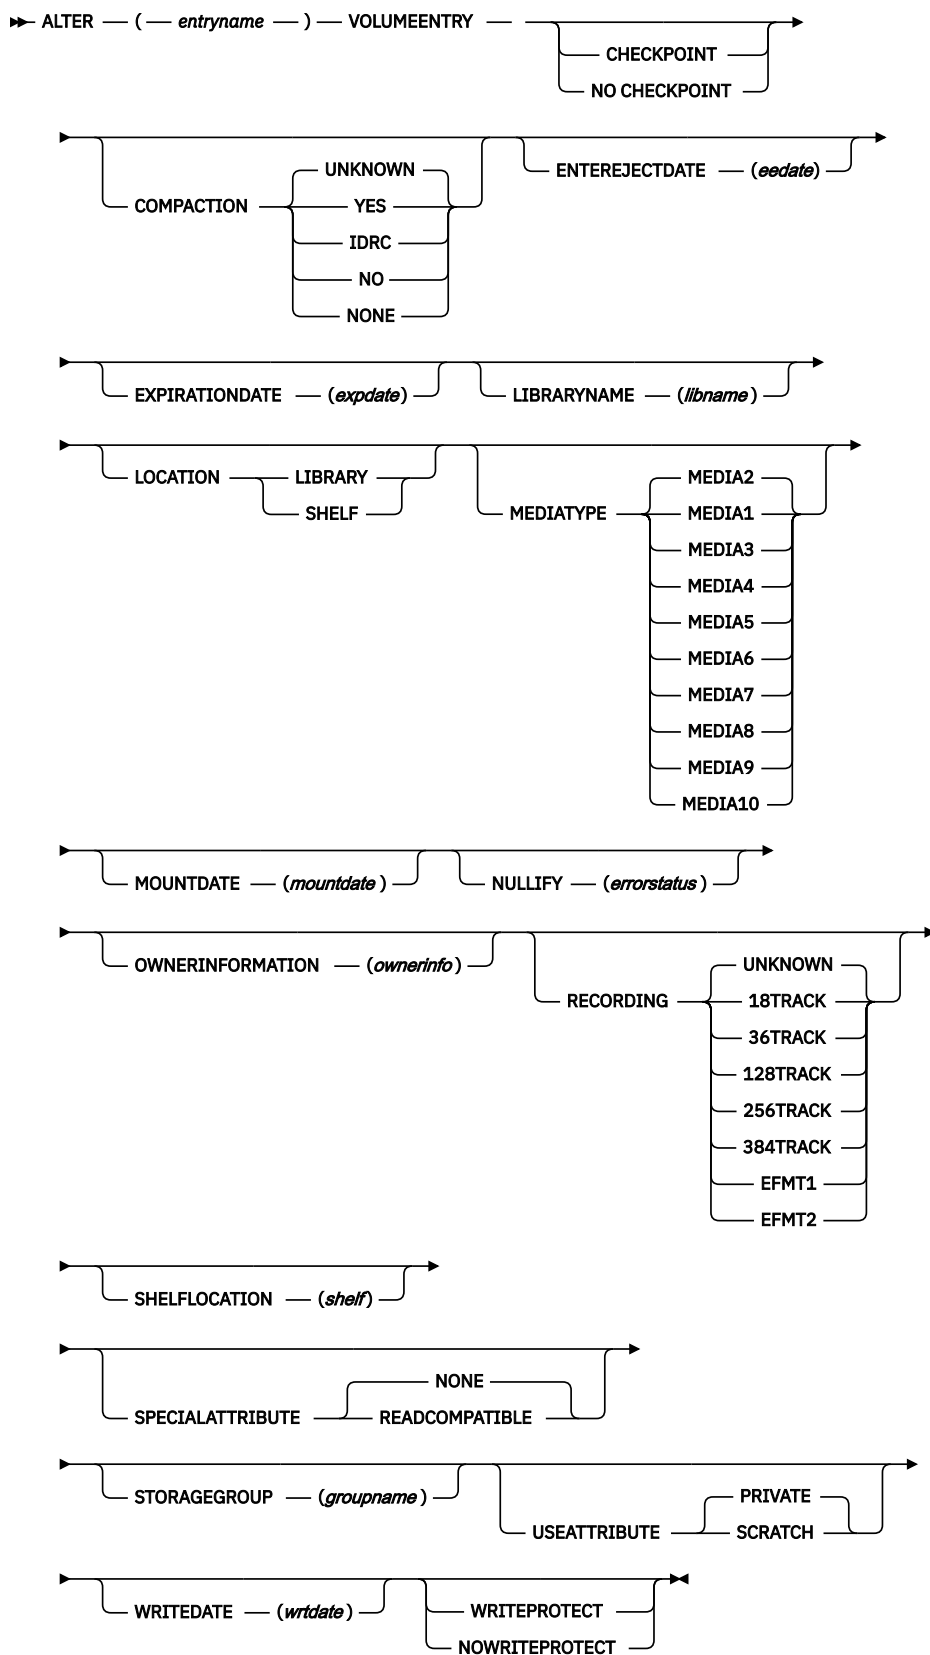 ALTER ( entryname ) VOLUMEENTRY
CHECKPOINT
NO CHECKPOINT
COMPACTION
UNKNOWN
YES
IDRC
NO
NONE
ENTEREJECTDATE (eedate)
EXPIRATIONDATE (expdate)
LIBRARYNAME (libname)
LOCATION
LIBRARY
SHELF
MEDIATYPE
MEDIA2
MEDIA1
MEDIA3
MEDIA4
MEDIA5
MEDIA6
MEDIA7
MEDIA8
MEDIA9
MEDIA10
MOUNTDATE (mountdate)
NULLIFY (errorstatus)
OWNERINFORMATION (ownerinfo)
RECORDING
UNKNOWN
18TRACK
36TRACK
128TRACK
256TRACK
384TRACK
EFMT1
EFMT2
SHELFLOCATION (shelf)
SPECIALATTRIBUTE
NONE
READCOMPATIBLE
STORAGEGROUP (groupname)
USEATTRIBUTE
PRIVATE
SCRATCH
WRITEDATE (wrtdate)
WRITEPROTECT
NOWRITEPROTECT